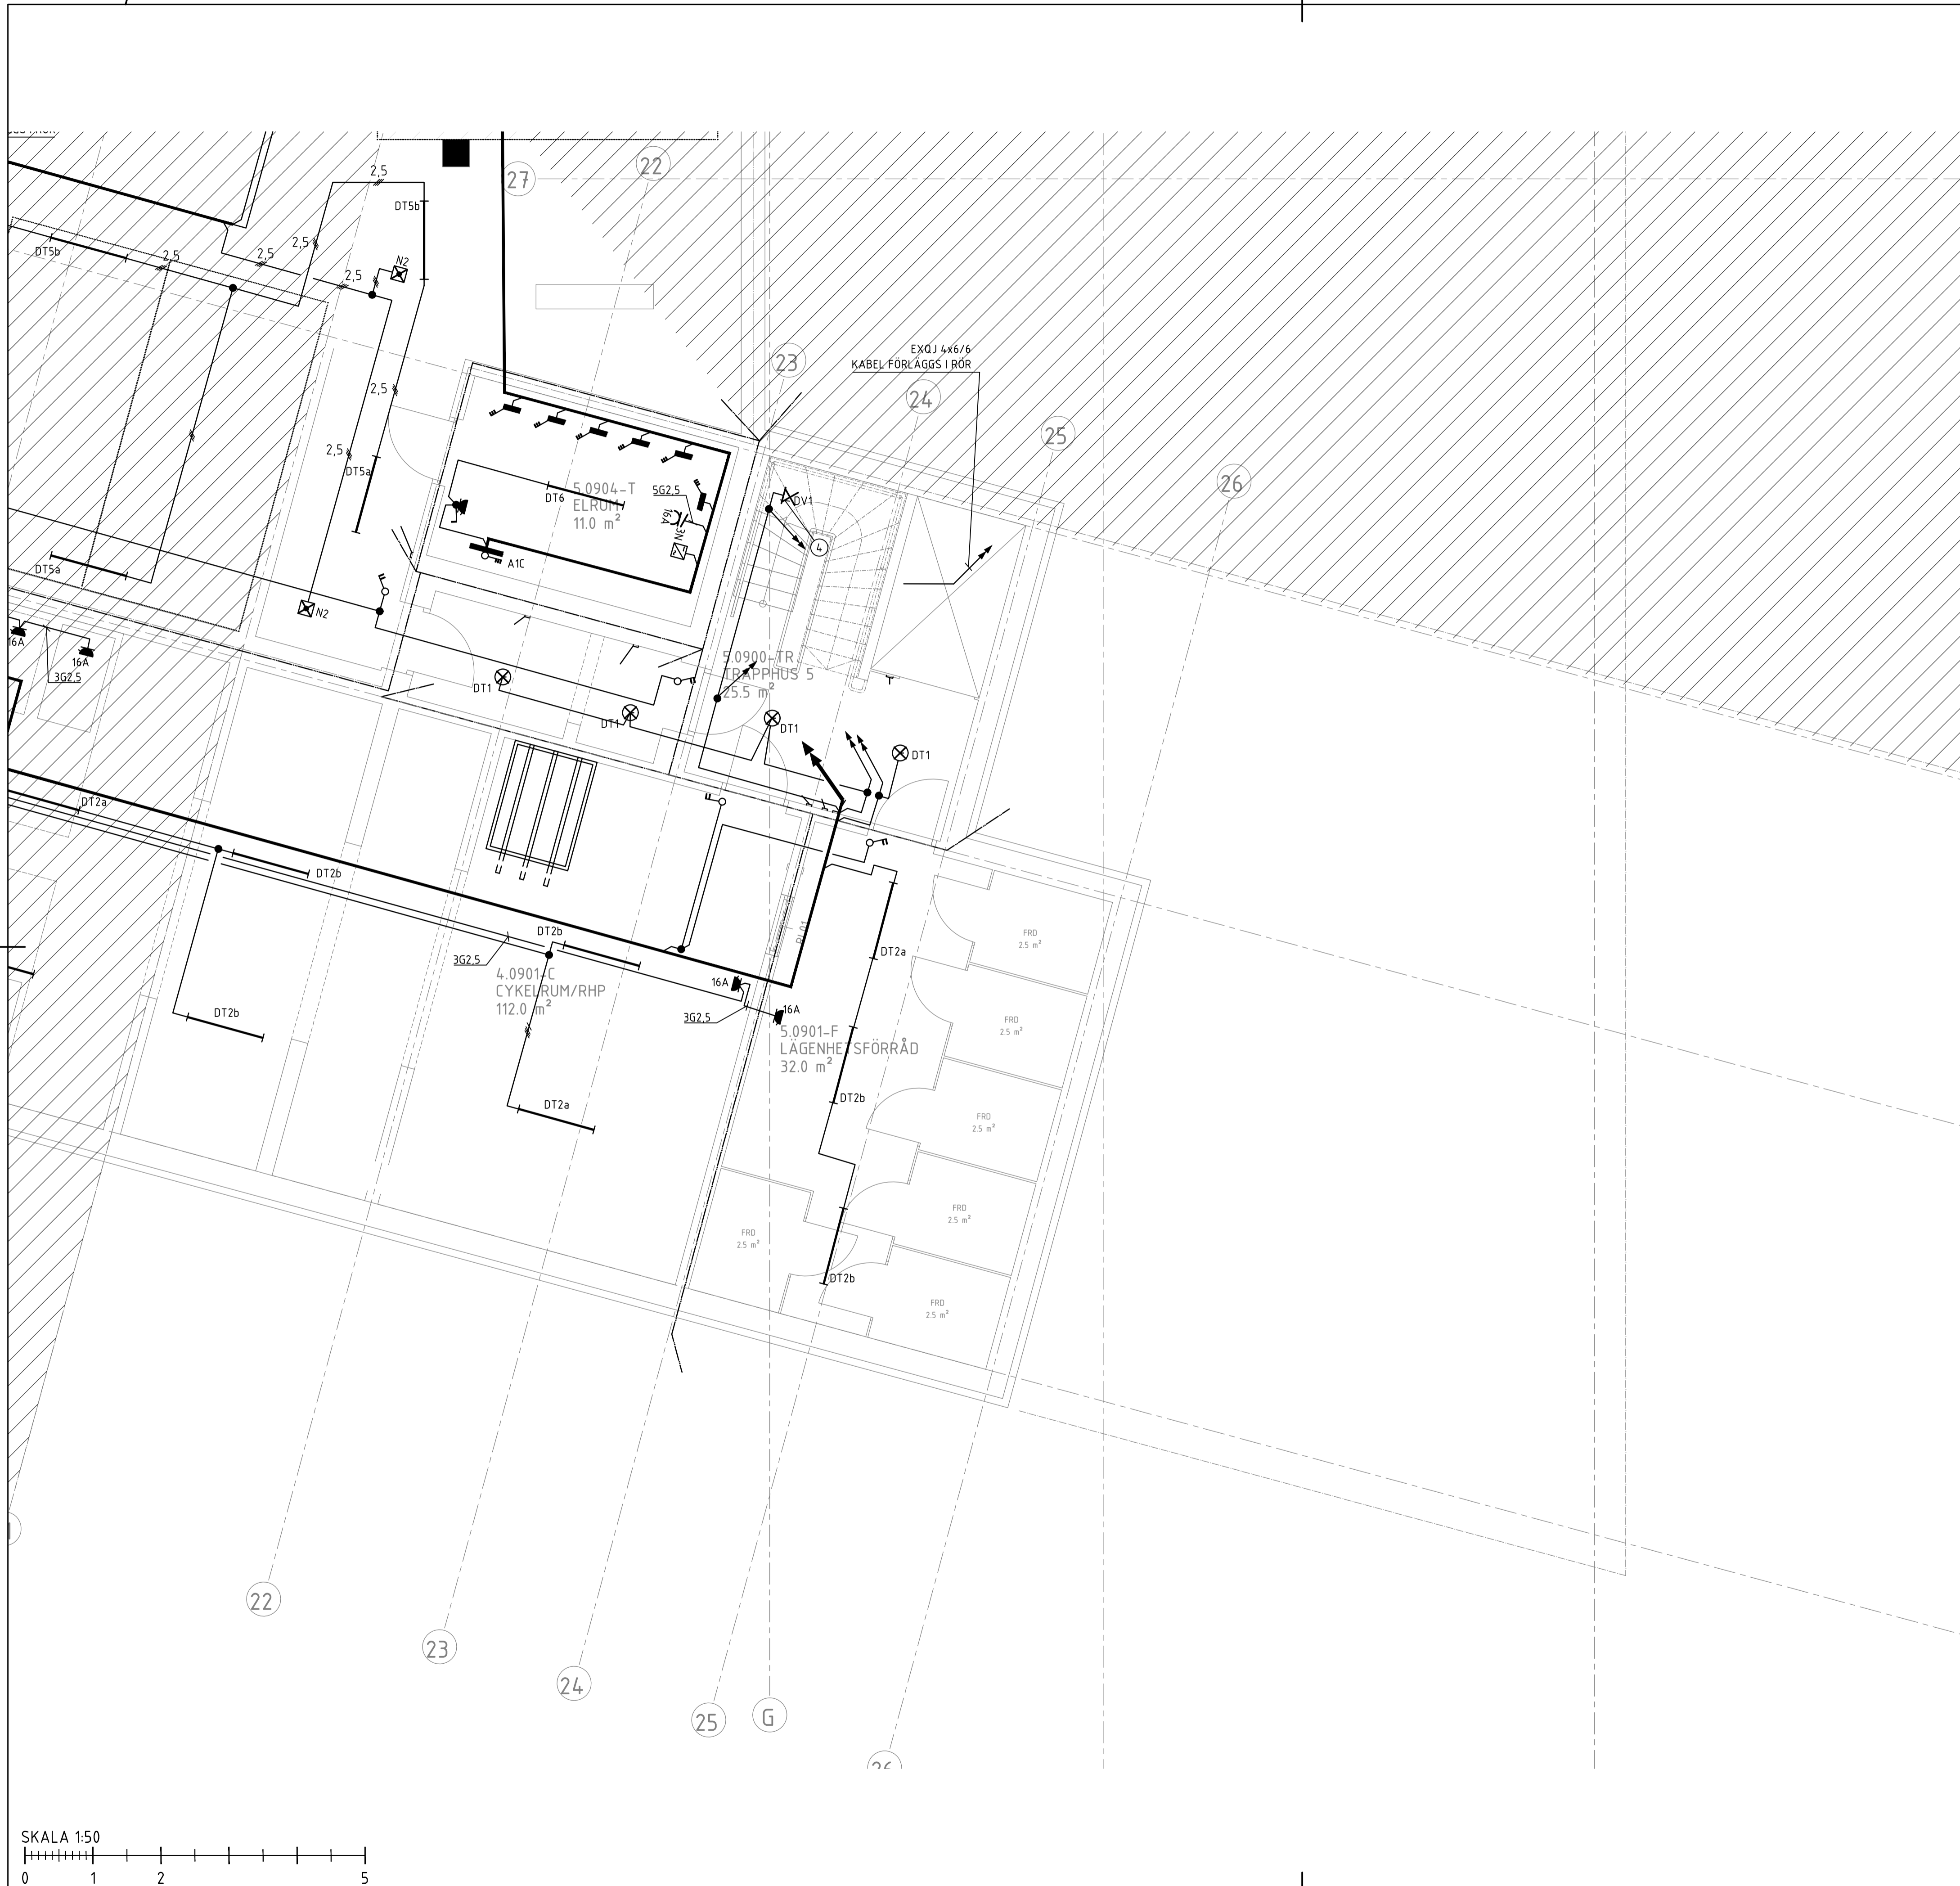 22
27
2,5
DT5b
2,5
2,5
2,5
DT5b
2,5
N2
EXQJ 4x6/6
KABEL FÖRLÄGGS I RÖR
23
24
25
26
2,5
2,5
DT5a
DT6
5.0904-T
ELRUM
11.0 m²
5G2,5
16A
3N
DV1
4
A1C
DT5a
N2
16A
16A
3G2,5
5.0900-TR
TRAPPHUS 5
25.5 m²
DT1
DT1
DT1
DT1
DT2a
DT2b
DT2b
3G2,5
4.0901-C
CYKELRUM/RHP
112.0 m²
DT2b
DT2a
16A
3G2,5
16A
5.0901-F
LÄGENHETSFÖRRÅD
32.0 m²
DT2a
DT2b
DT2b
FRD
2.5 m²
FRD
2.5 m²
FRD
2.5 m²
FRD
2.5 m²
FRD
2.5 m²
FRD
2.5 m²
22
23
24
25
G
26
SKALA 1:50
0 1 2 5